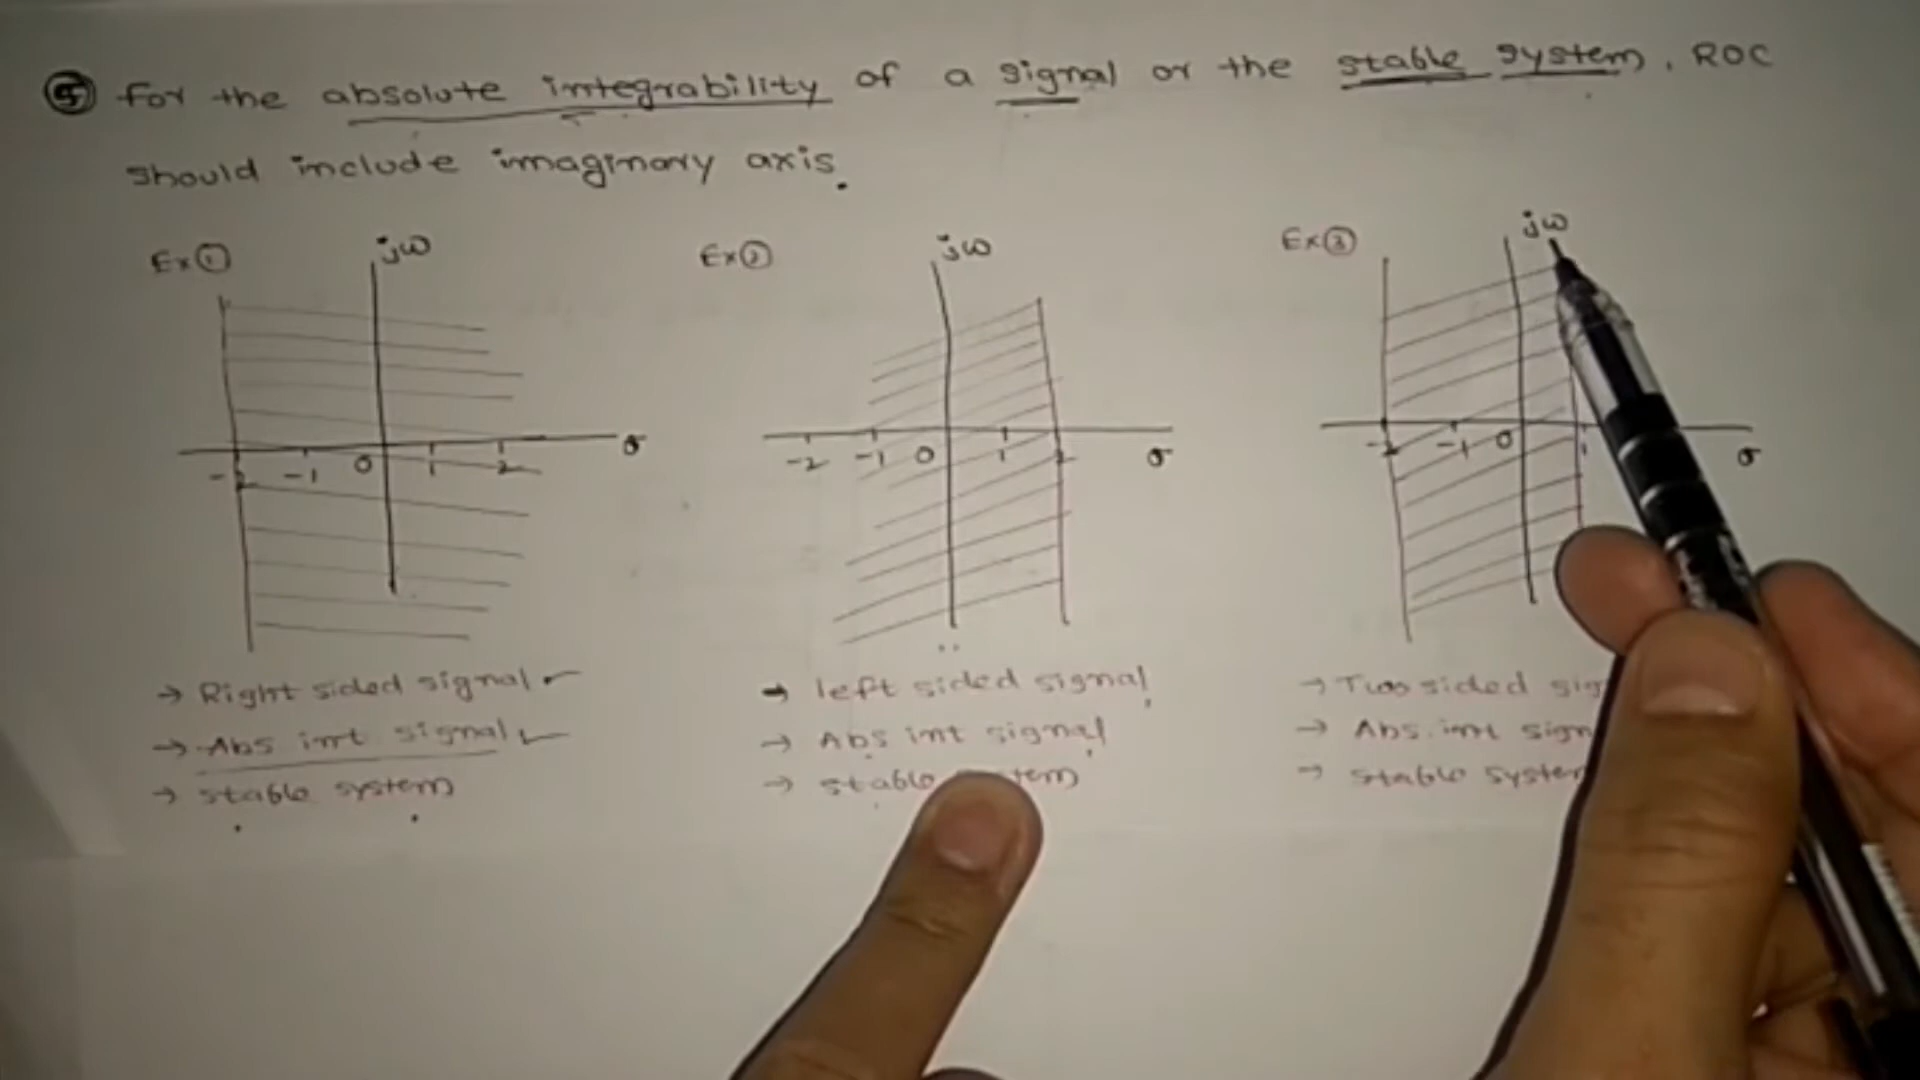 ⑤ For the absolute integrability of a signal or the stable system, ROC
should include imaginary axis.
Ex① jω
-2 -1 0 1 2 σ
→ Right sided signal
→ Abs int signal
→ stable system
Ex② jω
-2 -1 0 1 2 σ
→ left sided signal
→ Abs int signal
→ stable
Ex③ jω
-2 -1 0 1 σ
→ Two sided
→ Abs. int
→ stable